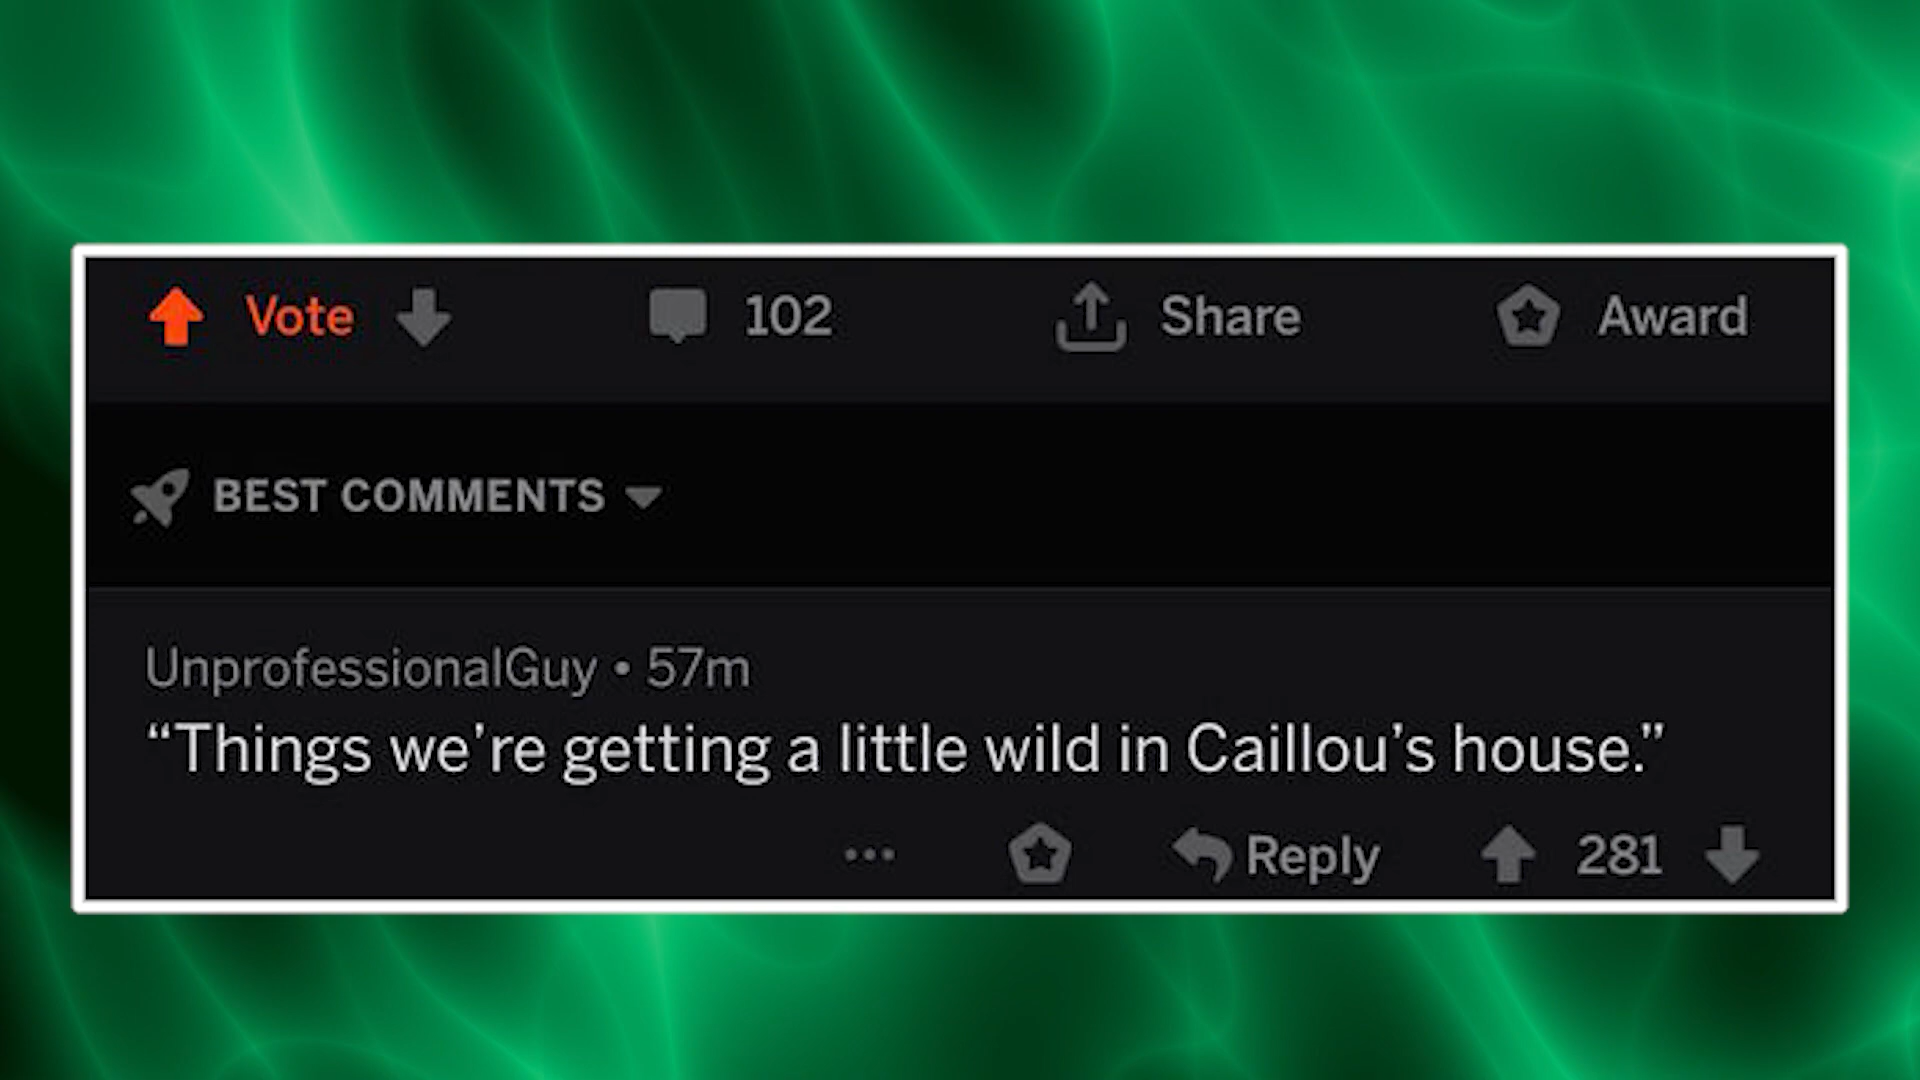 Vote 102 Share Award
BEST COMMENTS
UnprofessionalGuy • 57m
“Things we’re getting a little wild in Caillou’s house.”
... Reply 281